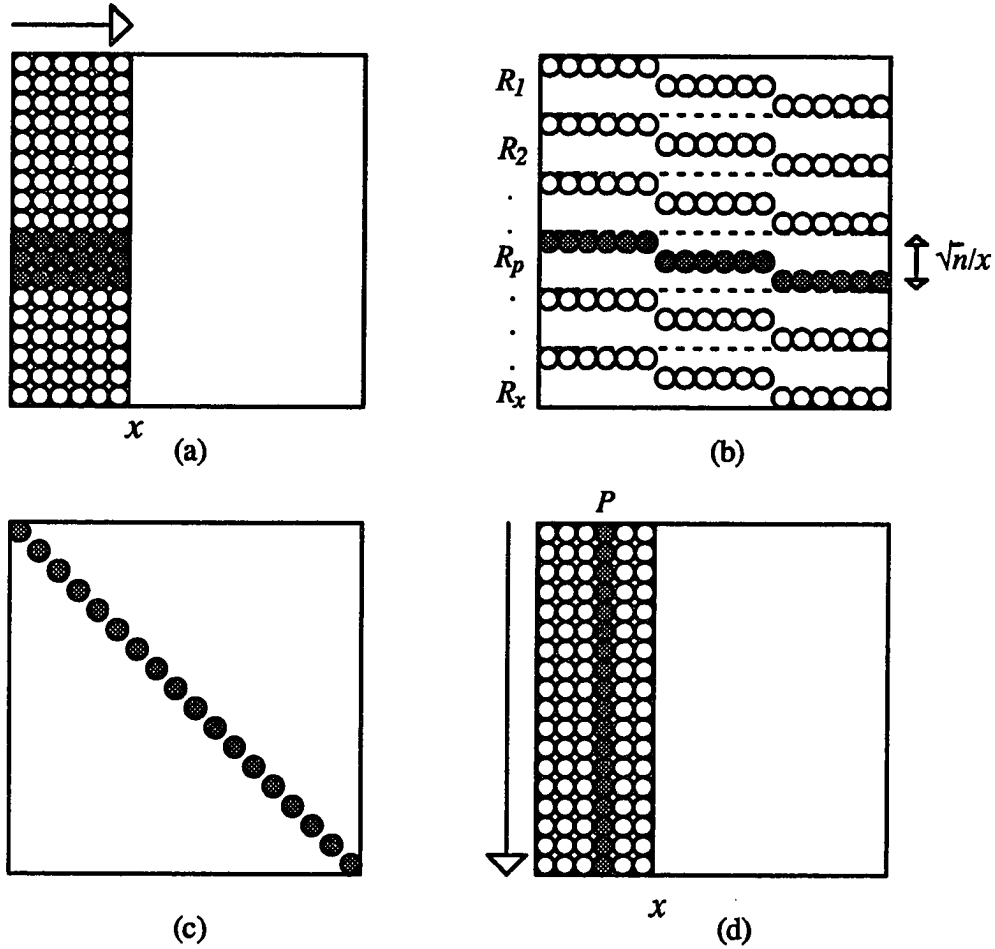 x
(a)
R1
R2
.
.
Rp
.
.
.
Rx
√n/x
(b)
(c)
P
x
(d)